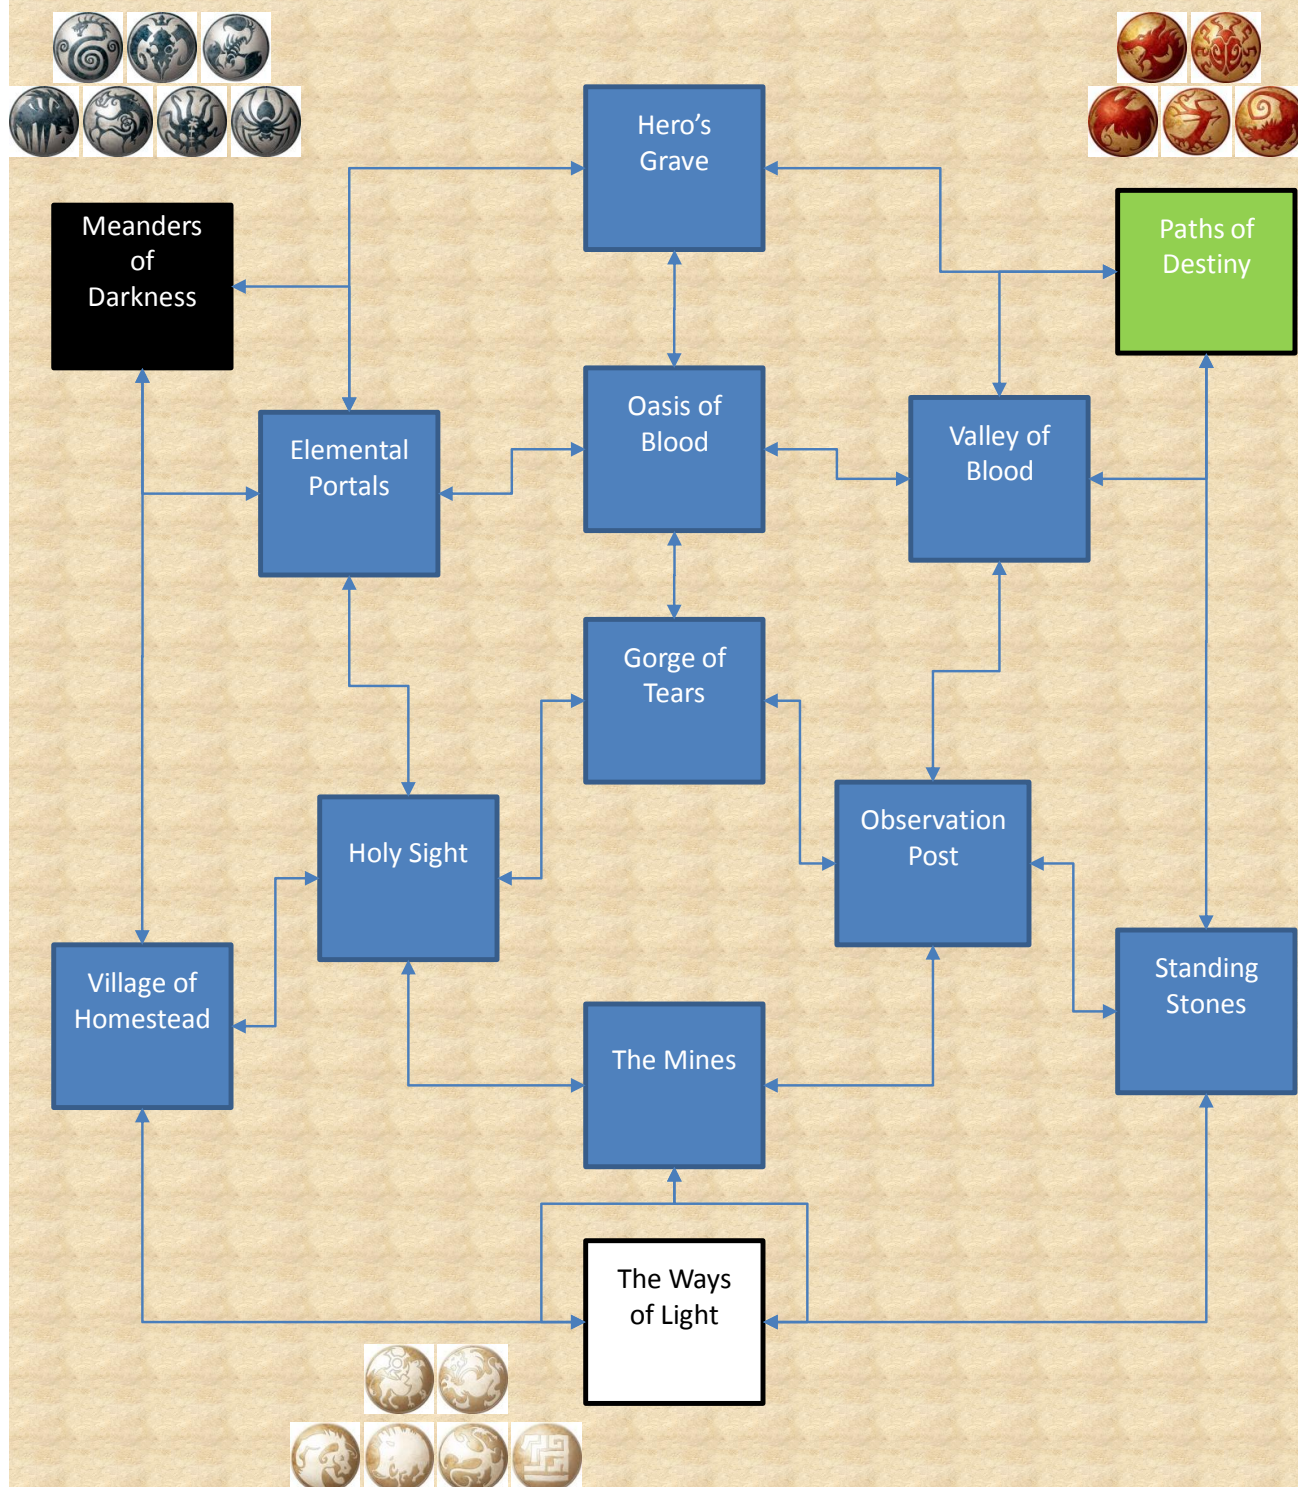 Hero's
Grave
Meanders
of
Darkness
Paths of
Destiny
Elemental
Portals
Oasis of
Blood
Valley of
Blood
Gorge of
Tears
Holy Sight
Observation
Post
Village of
Homestead
The Mines
Standing
Stones
The Ways
of Light